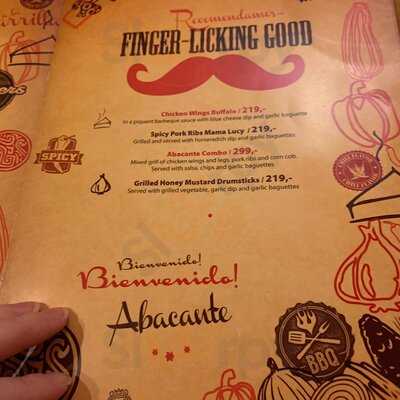 Recomendamos...
FINGER-LICKING GOOD
Chicken Wings Buffalo / 219,-
In a piquant barbeque sauce with blue cheese dip and garlic baguette
Spicy Pork Ribs Mama Lucy / 219,-
Grilled and served with horseradish dip and garlic baguettes
Abacante Combo / 299,-
Mixed grill of chicken wings and legs, pork ribs and corn cob.
Served with salsa, chips and garlic baguettes
Grilled Honey Mustard Drumsticks / 219,-
Served with grilled vegetable, garlic dip and garlic baguettes
SPICY
Bienvenido!
Bienvenido!
Abacante
BBQ